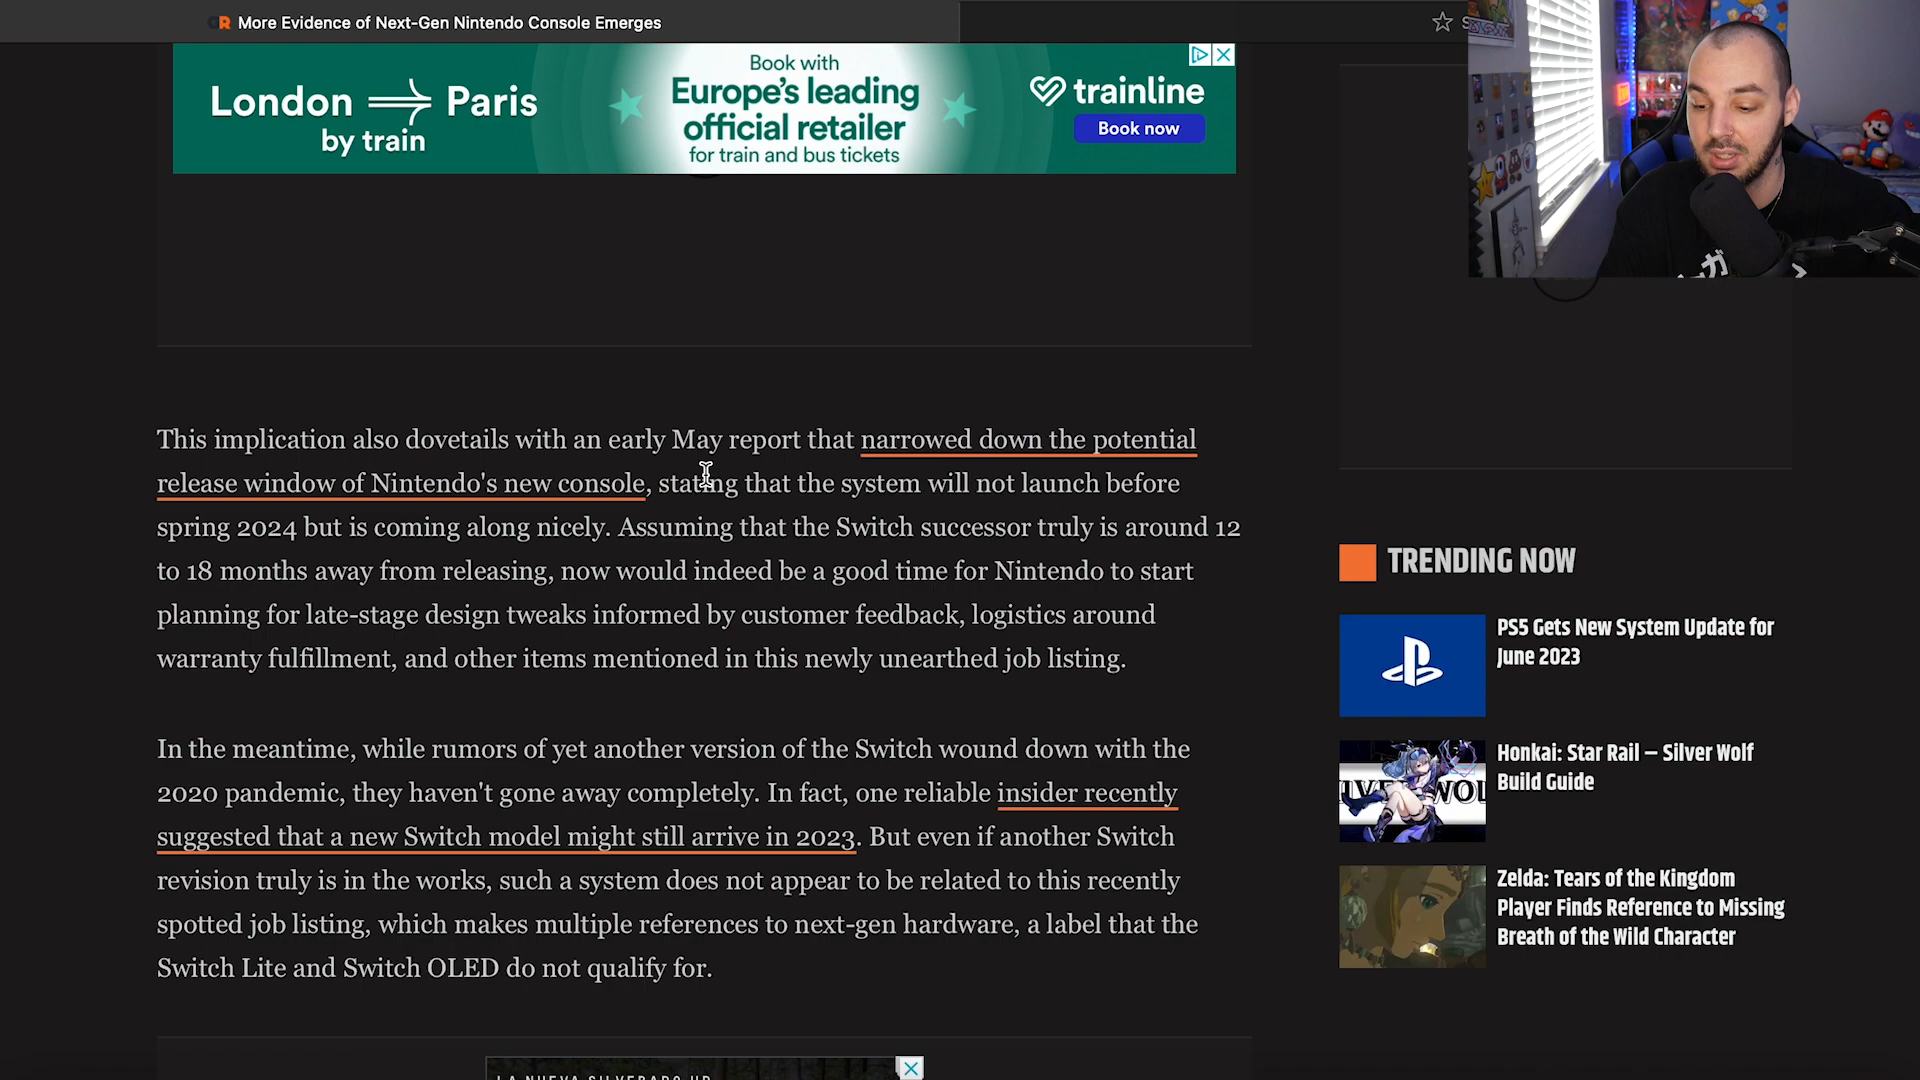 More Evidence of Next-Gen Nintendo Console Emerges
London Paris
by train
Book with
Europe's leading
official retailer
for train and bus tickets
trainline
Book now
This implication also dovetails with an early May report that narrowed down the potential
release window of Nintendo's new console, stating that the system will not launch before
spring 2024 but is coming along nicely. Assuming that the Switch successor truly is around 12
to 18 months away from releasing, now would indeed be a good time for Nintendo to start
planning for late-stage design tweaks informed by customer feedback, logistics around
warranty fulfillment, and other items mentioned in this newly unearthed job listing.
In the meantime, while rumors of yet another version of the Switch wound down with the
2020 pandemic, they haven't gone away completely. In fact, one reliable insider recently
suggested that a new Switch model might still arrive in 2023. But even if another Switch
revision truly is in the works, such a system does not appear to be related to this recently
spotted job listing, which makes multiple references to next-gen hardware, a label that the
Switch Lite and Switch OLED do not qualify for.
TRENDING NOW
PS5 Gets New System Update for
June 2023
Honkai: Star Rail – Silver Wolf
Build Guide
Zelda: Tears of the Kingdom
Player Finds Reference to Missing
Breath of the Wild Character